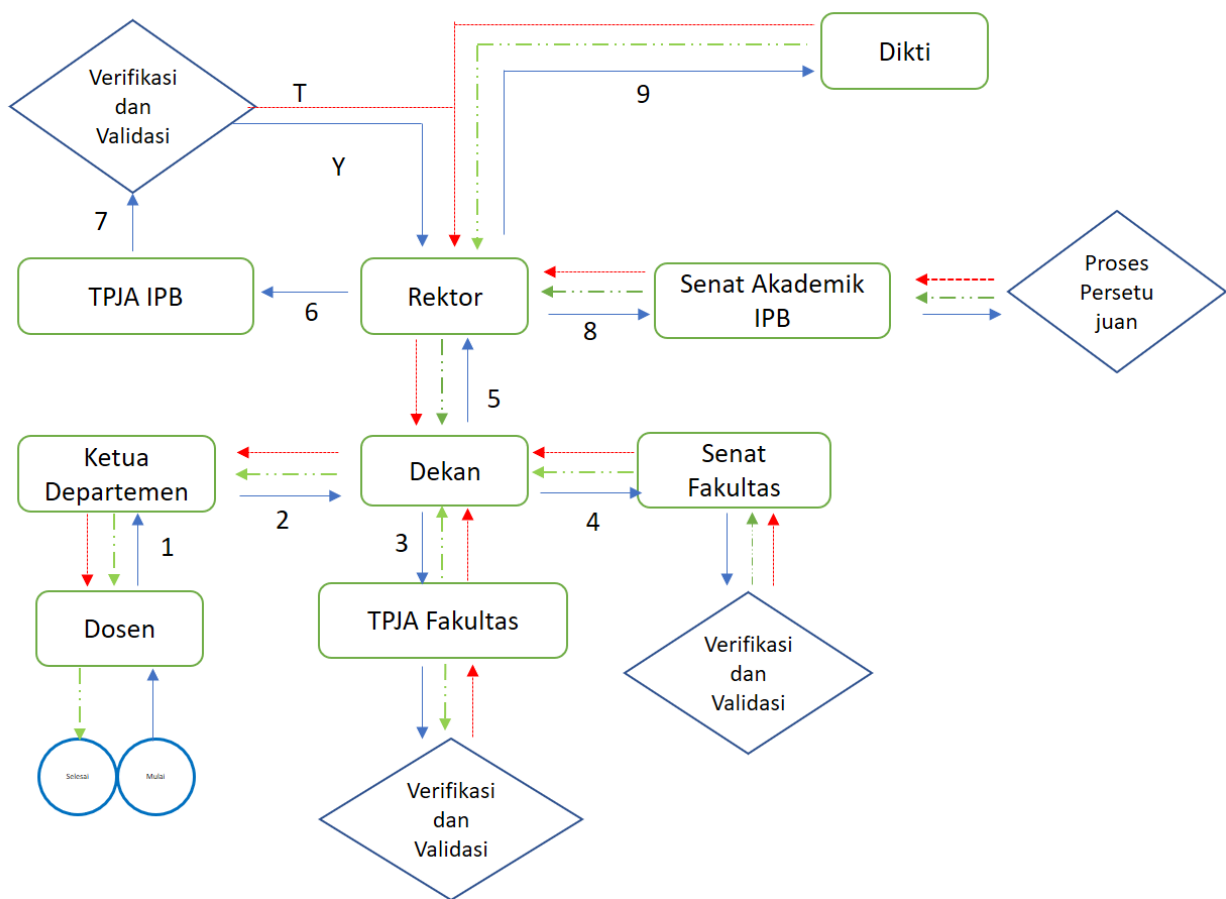 Dikti
Verifikasi
dan
Validasi
T
9
Y
7
TPJA IPB
6
Rektor
8
Senat Akademik
IPB
Proses
Persetu
juan
5
Ketua
Departemen
2
Dekan
4
Senat
Fakultas
1
3
Dosen
TPJA Fakultas
Verifikasi
dan
Validasi
Selesai
Mulai
Verifikasi
dan
Validasi